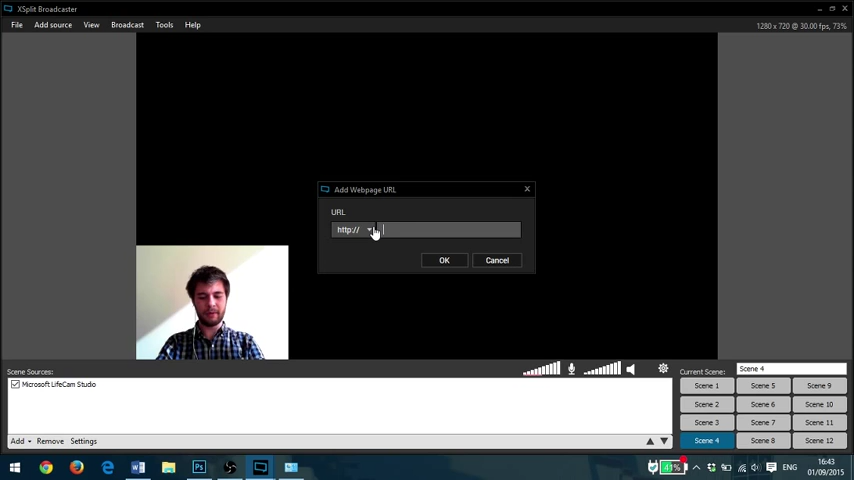 XSplit Broadcaster
File Add source View Broadcast Tools Help
1280 x 720 @ 30.00 fps, 73%
Add Webpage URL
URL
http://
OK Cancel
Scene Sources:
Microsoft LifeCam Studio
Add Remove Settings
Current Scene: Scene 4
Scene 1 Scene 5 Scene 9
Scene 2 Scene 6 Scene 10
Scene 3 Scene 7 Scene 11
Scene 4 Scene 8 Scene 12
41% ENG
16:43
01/09/2015